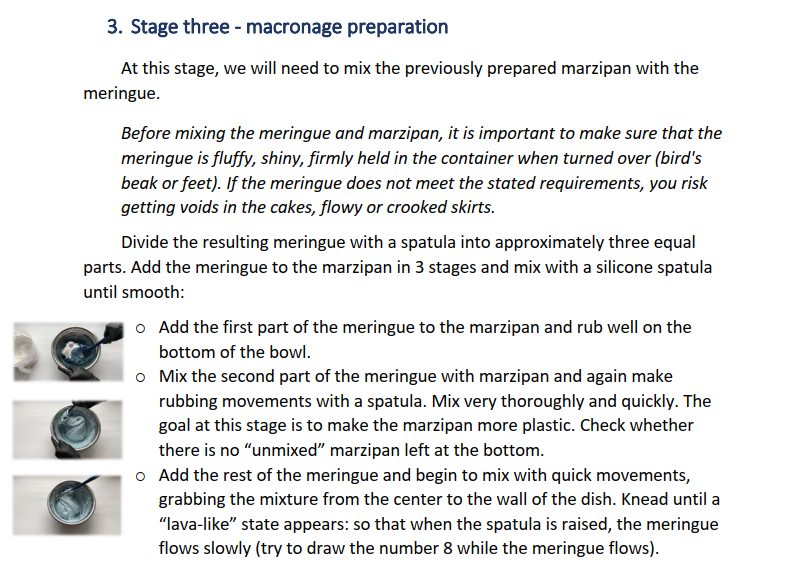 3. Stage three - macronage preparation
At this stage, we will need to mix the previously prepared marzipan with the
meringue.
Before mixing the meringue and marzipan, it is important to make sure that the
meringue is fluffy, shiny, firmly held in the container when turned over (bird's
beak or feet). If the meringue does not meet the stated requirements, you risk
getting voids in the cakes, flowy or crooked skirts.
Divide the resulting meringue with a spatula into approximately three equal
parts. Add the meringue to the marzipan in 3 stages and mix with a silicone spatula
until smooth:
○ Add the first part of the meringue to the marzipan and rub well on the
bottom of the bowl.
○ Mix the second part of the meringue with marzipan and again make
rubbing movements with a spatula. Mix very thoroughly and quickly. The
goal at this stage is to make the marzipan more plastic. Check whether
there is no “unmixed” marzipan left at the bottom.
○ Add the rest of the meringue and begin to mix with quick movements,
grabbing the mixture from the center to the wall of the dish. Knead until a
“lava-like” state appears: so that when the spatula is raised, the meringue
flows slowly (try to draw the number 8 while the meringue flows).